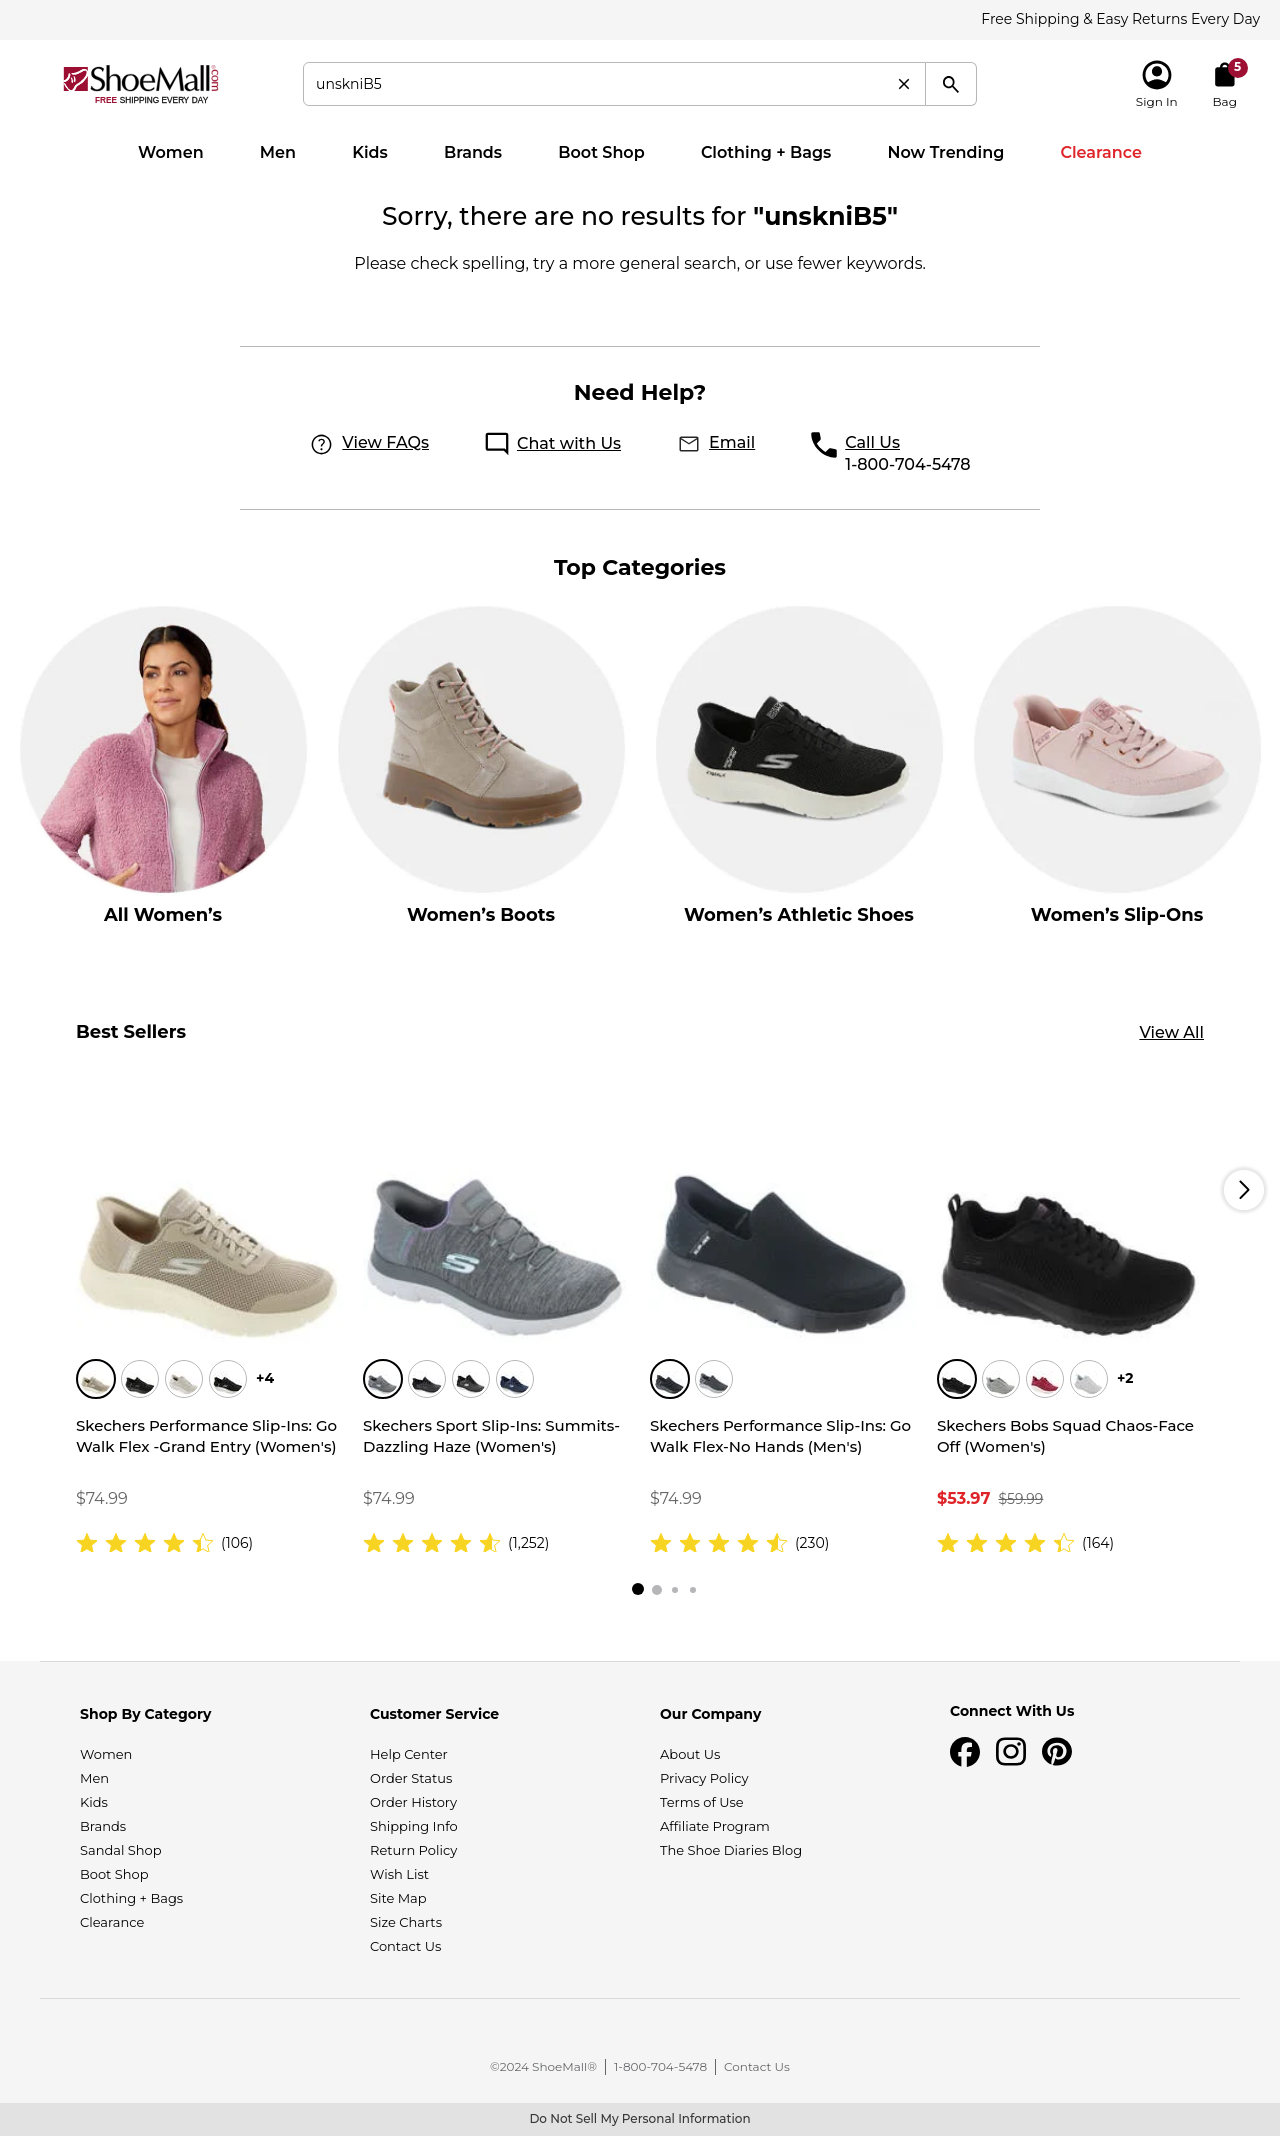 Free Shipping & Easy Returns Every Day
ShoeMall.com
FREE SHIPPING EVERY DAY
unskniB5
Sign In
5
Bag
Women Men Kids Brands Boot Shop Clothing + Bags Now Trending Clearance
Sorry, there are no results for "unskniB5"
Please check spelling, try a more general search, or use fewer keywords.
Need Help?
View FAQs Chat with Us Email Call Us
1-800-704-5478
Top Categories
All Women’s Women’s Boots Women’s Athletic Shoes Women’s Slip-Ons
Best Sellers View All
+4
Skechers Performance Slip-Ins: Go
Walk Flex -Grand Entry (Women's)
$74.99
(106)
Skechers Sport Slip-Ins: Summits-
Dazzling Haze (Women's)
$74.99
(1,252)
Skechers Performance Slip-Ins: Go
Walk Flex-No Hands (Men's)
$74.99
(230)
+2
Skechers Bobs Squad Chaos-Face
Off (Women's)
$53.97 $59.99
(164)
Shop By Category
Women
Men
Kids
Brands
Sandal Shop
Boot Shop
Clothing + Bags
Clearance
Customer Service
Help Center
Order Status
Order History
Shipping Info
Return Policy
Wish List
Site Map
Size Charts
Contact Us
Our Company
About Us
Privacy Policy
Terms of Use
Affiliate Program
The Shoe Diaries Blog
Connect With Us
©2024 ShoeMall® | 1-800-704-5478 | Contact Us
Do Not Sell My Personal Information